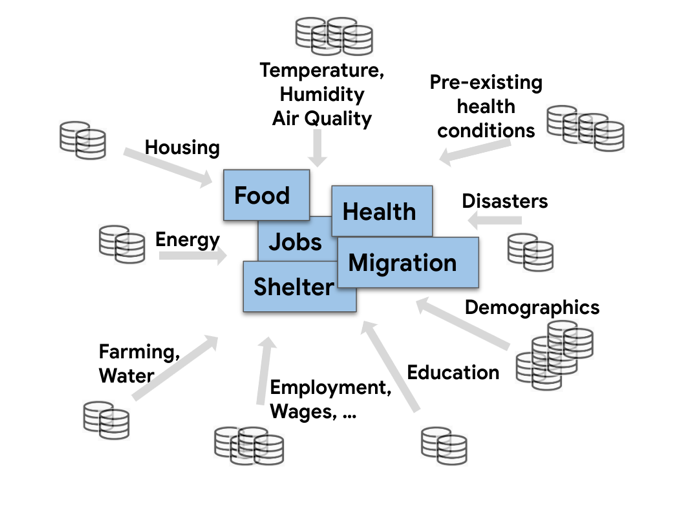 Temperature,
Humidity
Air Quality
Pre-existing
health
conditions
Housing
Food
Health
Disasters
Energy
Jobs
Migration
Shelter
Demographics
Farming,
Water
Education
Employment,
Wages, ...